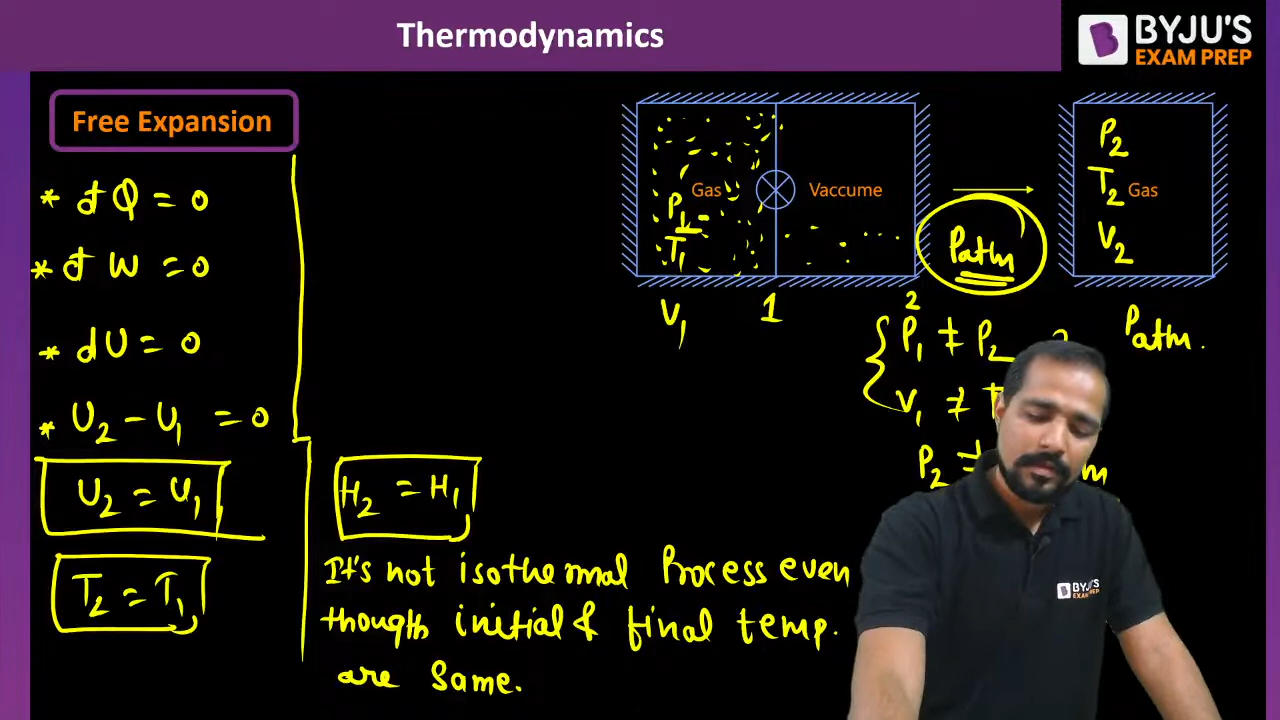 Thermodynamics
BYJU'S
EXAM PREP
Free Expansion
* đQ = 0
* đW = 0
* dU = 0
* U₂ - U₁ = 0
U₂ = U₁
T₂ = T₁
H₂ = H₁
It's not isothermal Process even
though initial & final temp.
are same.
Gas
P₁
T₁
Vaccume
V₁
1
2
Patm
P₂
T₂ Gas
V₂
Patm.
P₁ ≠ P₂
V₁ ≠
P₂ ≠
BYJU'S
EXAM PREP